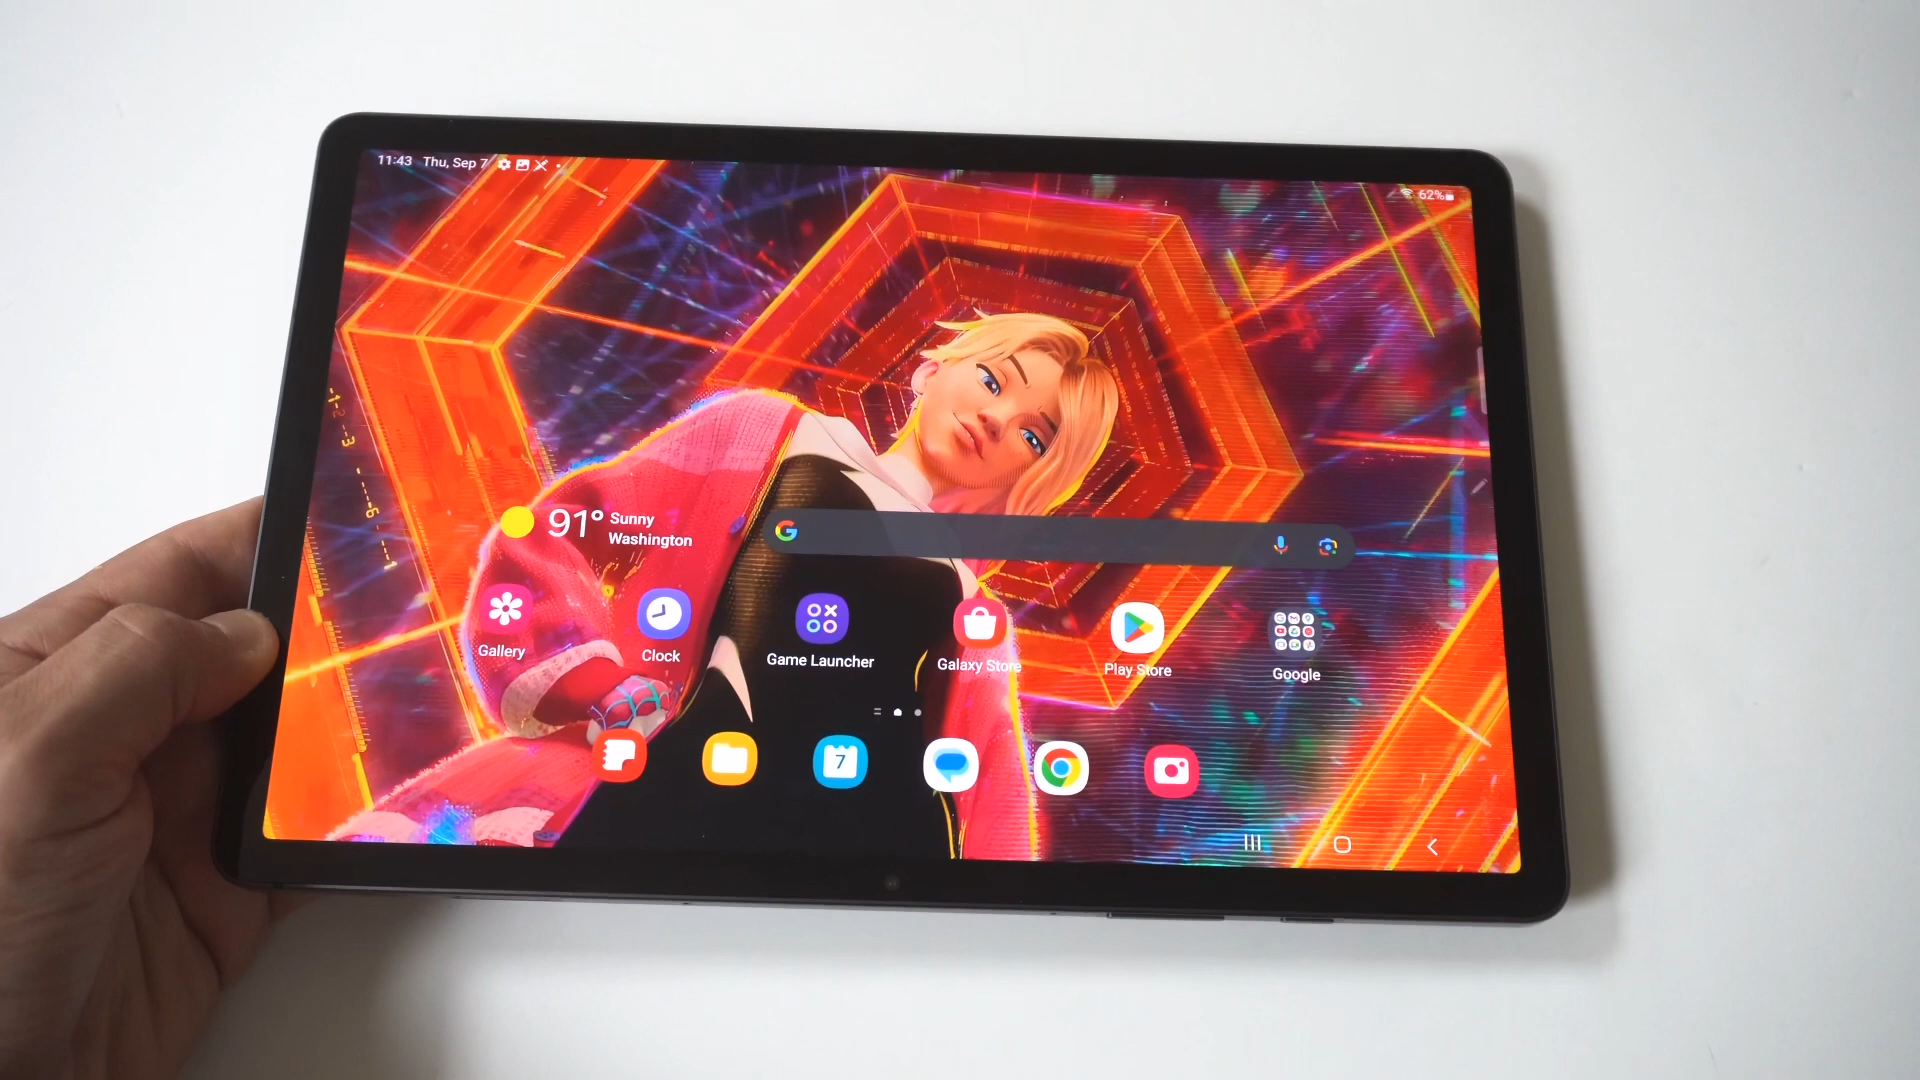 11:43 Thu, Sep 7
62%
91° Sunny
Washington
G
Gallery
Clock
Game Launcher
Galaxy Store
Play Store
Google
7